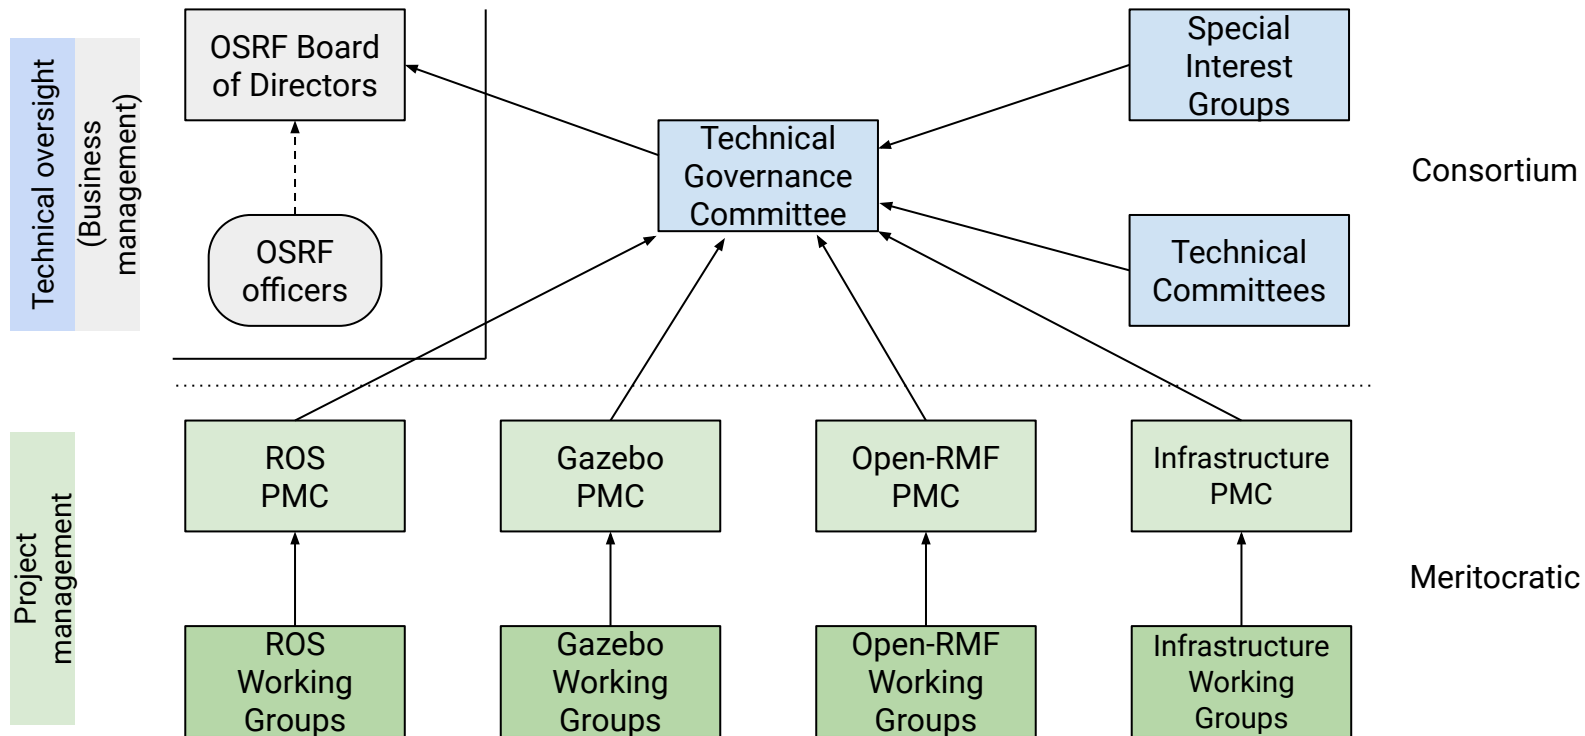 Technical oversight
(Business
management)
OSRF Board
of Directors
OSRF
officers
Technical
Governance
Committee
Special
Interest
Groups
Technical
Committees
Consortium
Project
management
ROS
PMC
Gazebo
PMC
Open-RMF
PMC
Infrastructure
PMC
Meritocratic
ROS
Working
Groups
Gazebo
Working
Groups
Open-RMF
Working
Groups
Infrastructure
Working
Groups